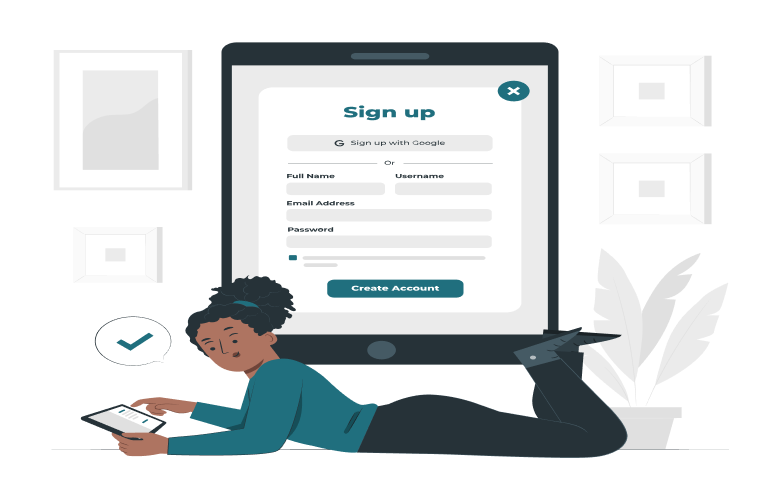 Sign up
G Sign up with Google
Or
Full Name Username
Email Address
Password
Create Account